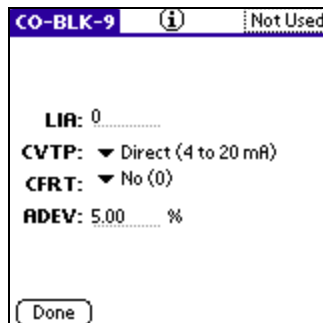 CO-BLK-9 i Not Used
LIA: 0
CVTP: Direct (4 to 20 mA)
CFRT: No (0)
ADEV: 5.00 %
Done